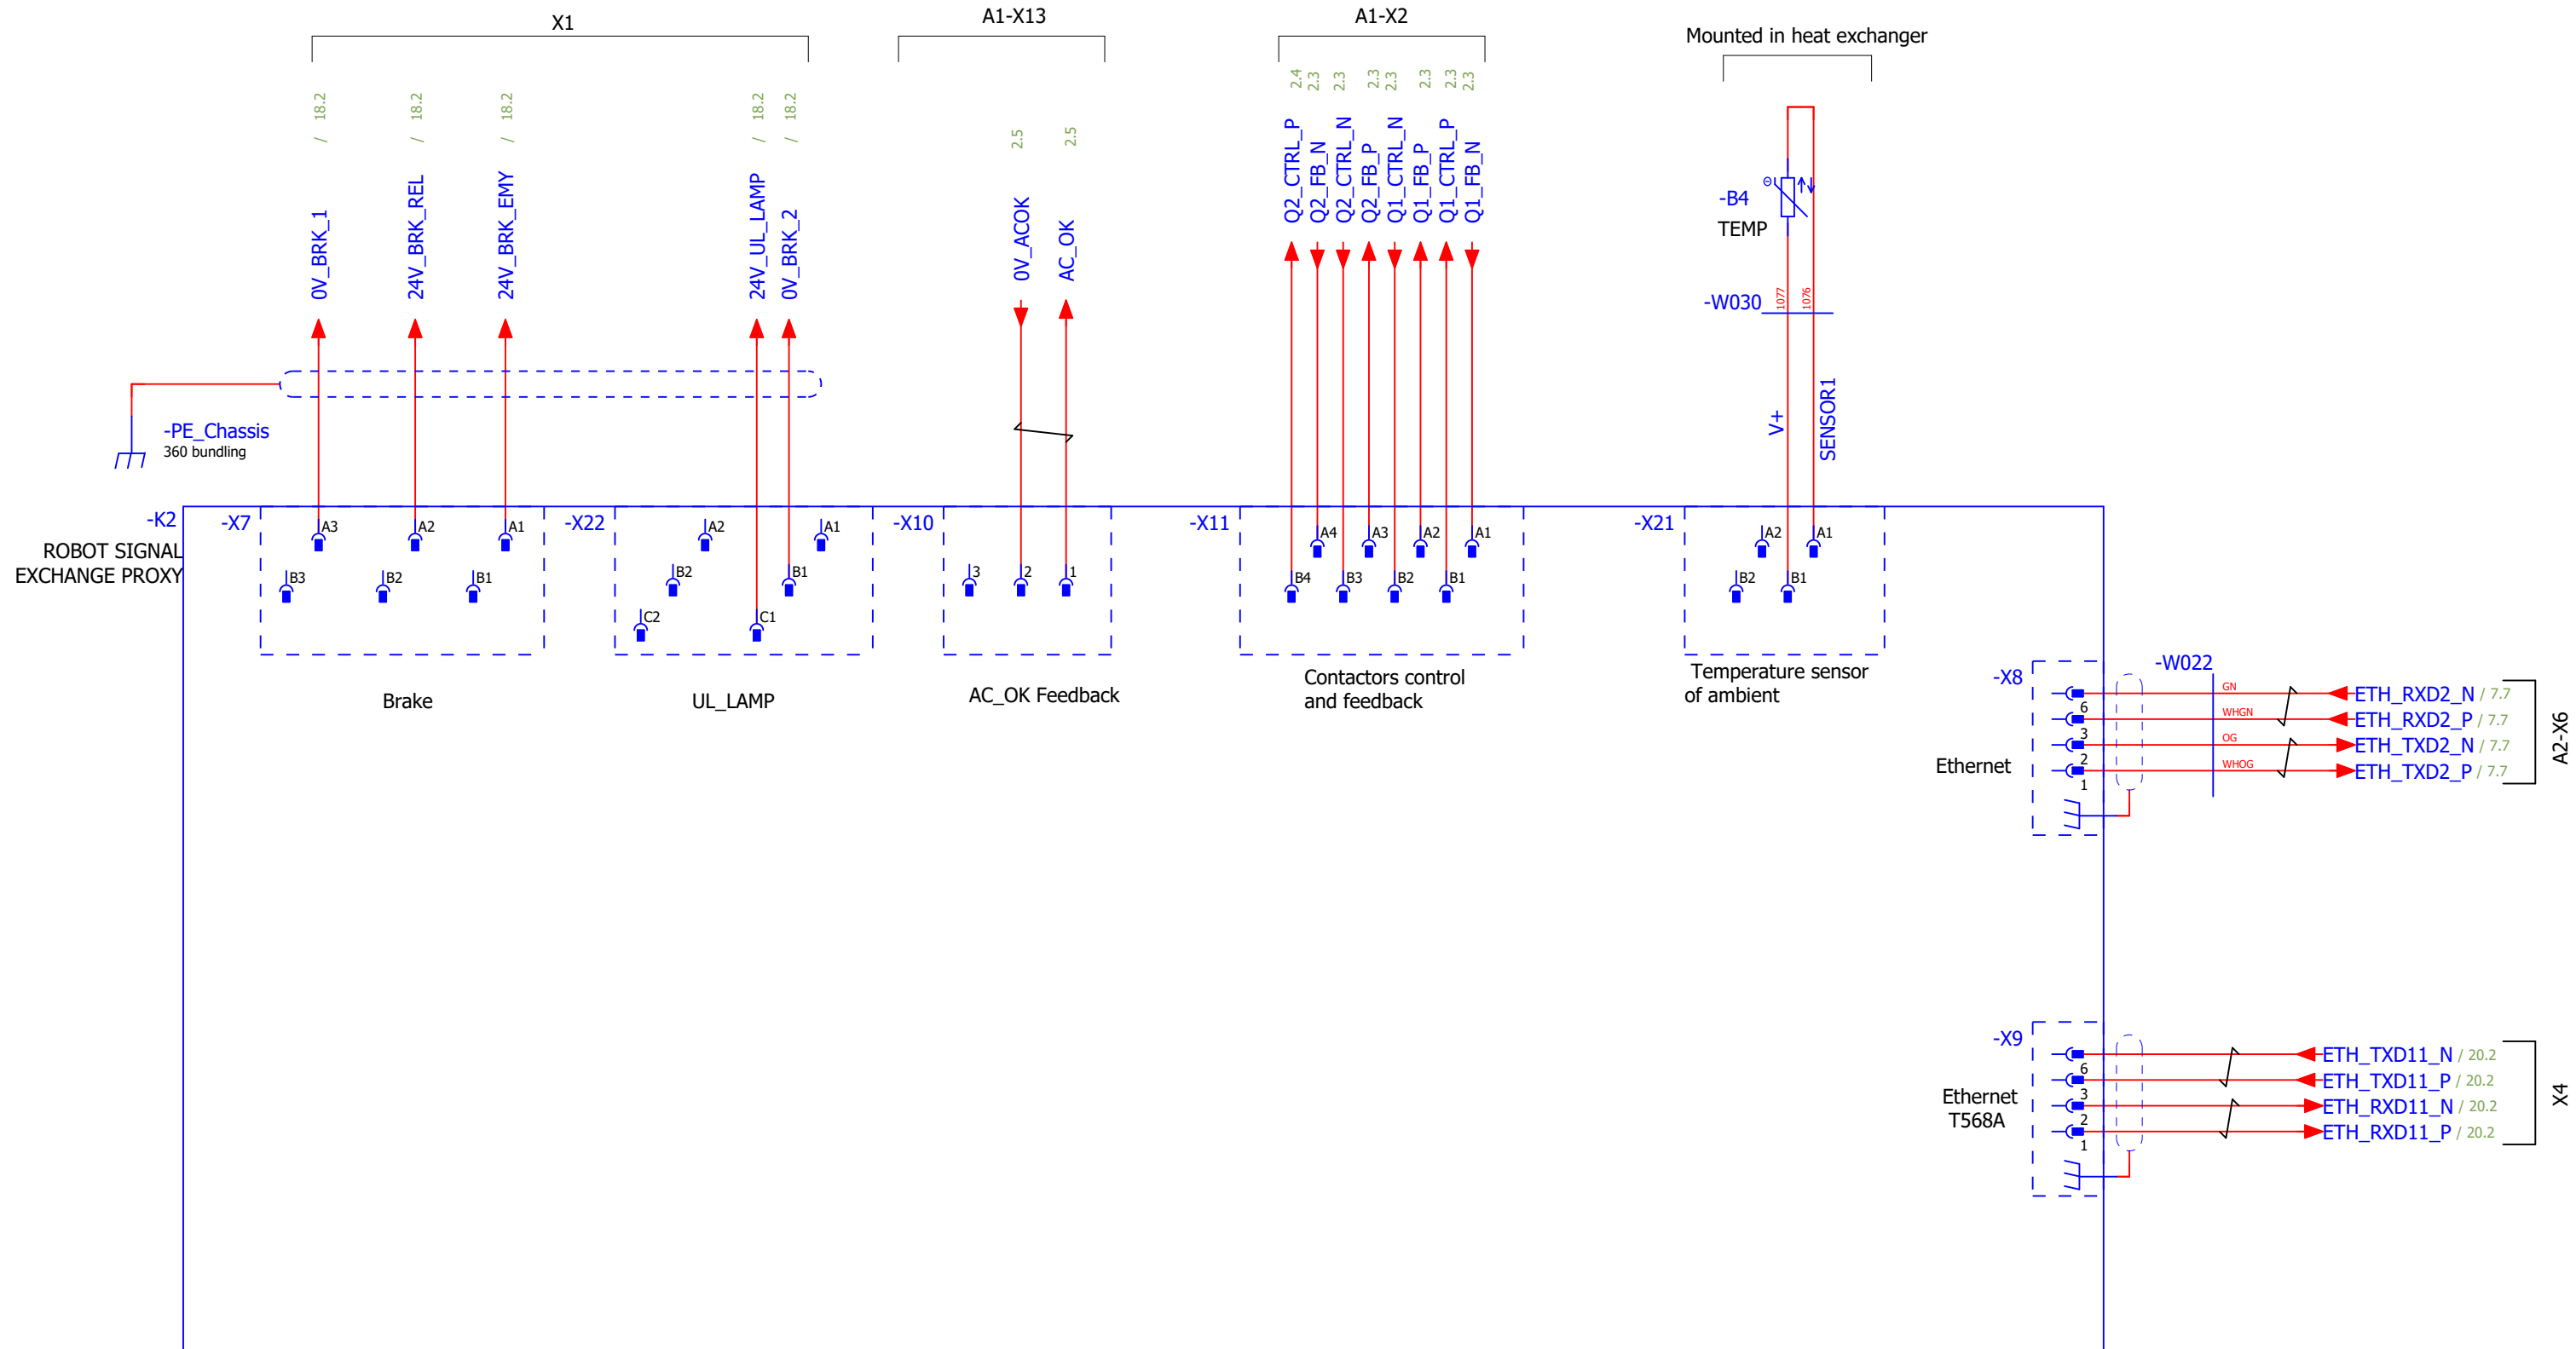 X1
A1-X13
A1-X2
Mounted in heat exchanger
/ 18.2
/ 18.2
/ 18.2
/ 18.2
/ 18.2
2.5
2.5
2.4
2.3
2.3
2.3
2.3
2.3
2.3
2.3
0V_BRK_1
24V_BRK_REL
24V_BRK_EMY
24V_UL_LAMP
0V_BRK_2
0V_ACOK
AC_OK
Q2_CTRL_P
Q2_FB_N
Q2_CTRL_N
Q2_FB_P
Q1_CTRL_N
Q1_FB_P
Q1_CTRL_P
Q1_FB_N
-B4
TEMP
Θ
-W030
1077
1076
V+
SENSOR1
-PE_Chassis
360 bundling
-K2
ROBOT SIGNAL
EXCHANGE PROXY
-X7
A3
A2
A1
B3
B2
B1
Brake
-X22
A2
A1
B2
B1
C2
C1
UL_LAMP
-X10
3
2
1
AC_OK Feedback
-X11
A4
A3
A2
A1
B4
B3
B2
B1
Contactors control
and feedback
-X21
A2
A1
B2
B1
Temperature sensor
of ambient
-X8
-W022
Ethernet
6
3
2
1
GN
WHGN
OG
WHOG
ETH_RXD2_N / 7.7
ETH_RXD2_P / 7.7
ETH_TXD2_N / 7.7
ETH_TXD2_P / 7.7
A2-X6
-X9
Ethernet
T568A
6
3
2
1
ETH_TXD11_N / 20.2
ETH_TXD11_P / 20.2
ETH_RXD11_N / 20.2
ETH_RXD11_P / 20.2
X4